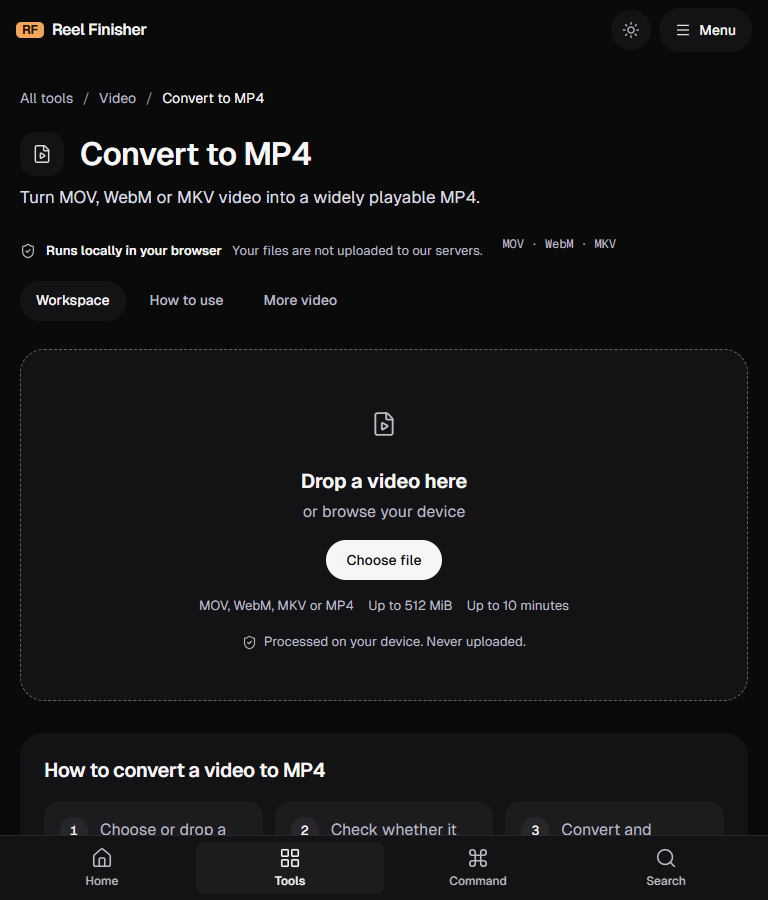 RF Reel Finisher
Menu
All tools / Video / Convert to MP4
Convert to MP4
Turn MOV, WebM or MKV video into a widely playable MP4.
Runs locally in your browser Your files are not uploaded to our servers. MOV · WebM · MKV
Workspace How to use More video
Drop a video here
or browse your device
Choose file
MOV, WebM, MKV or MP4 Up to 512 MiB Up to 10 minutes
Processed on your device. Never uploaded.
How to convert a video to MP4
1 Choose or drop a 2 Check whether it 3 Convert and
Home Tools Command Search